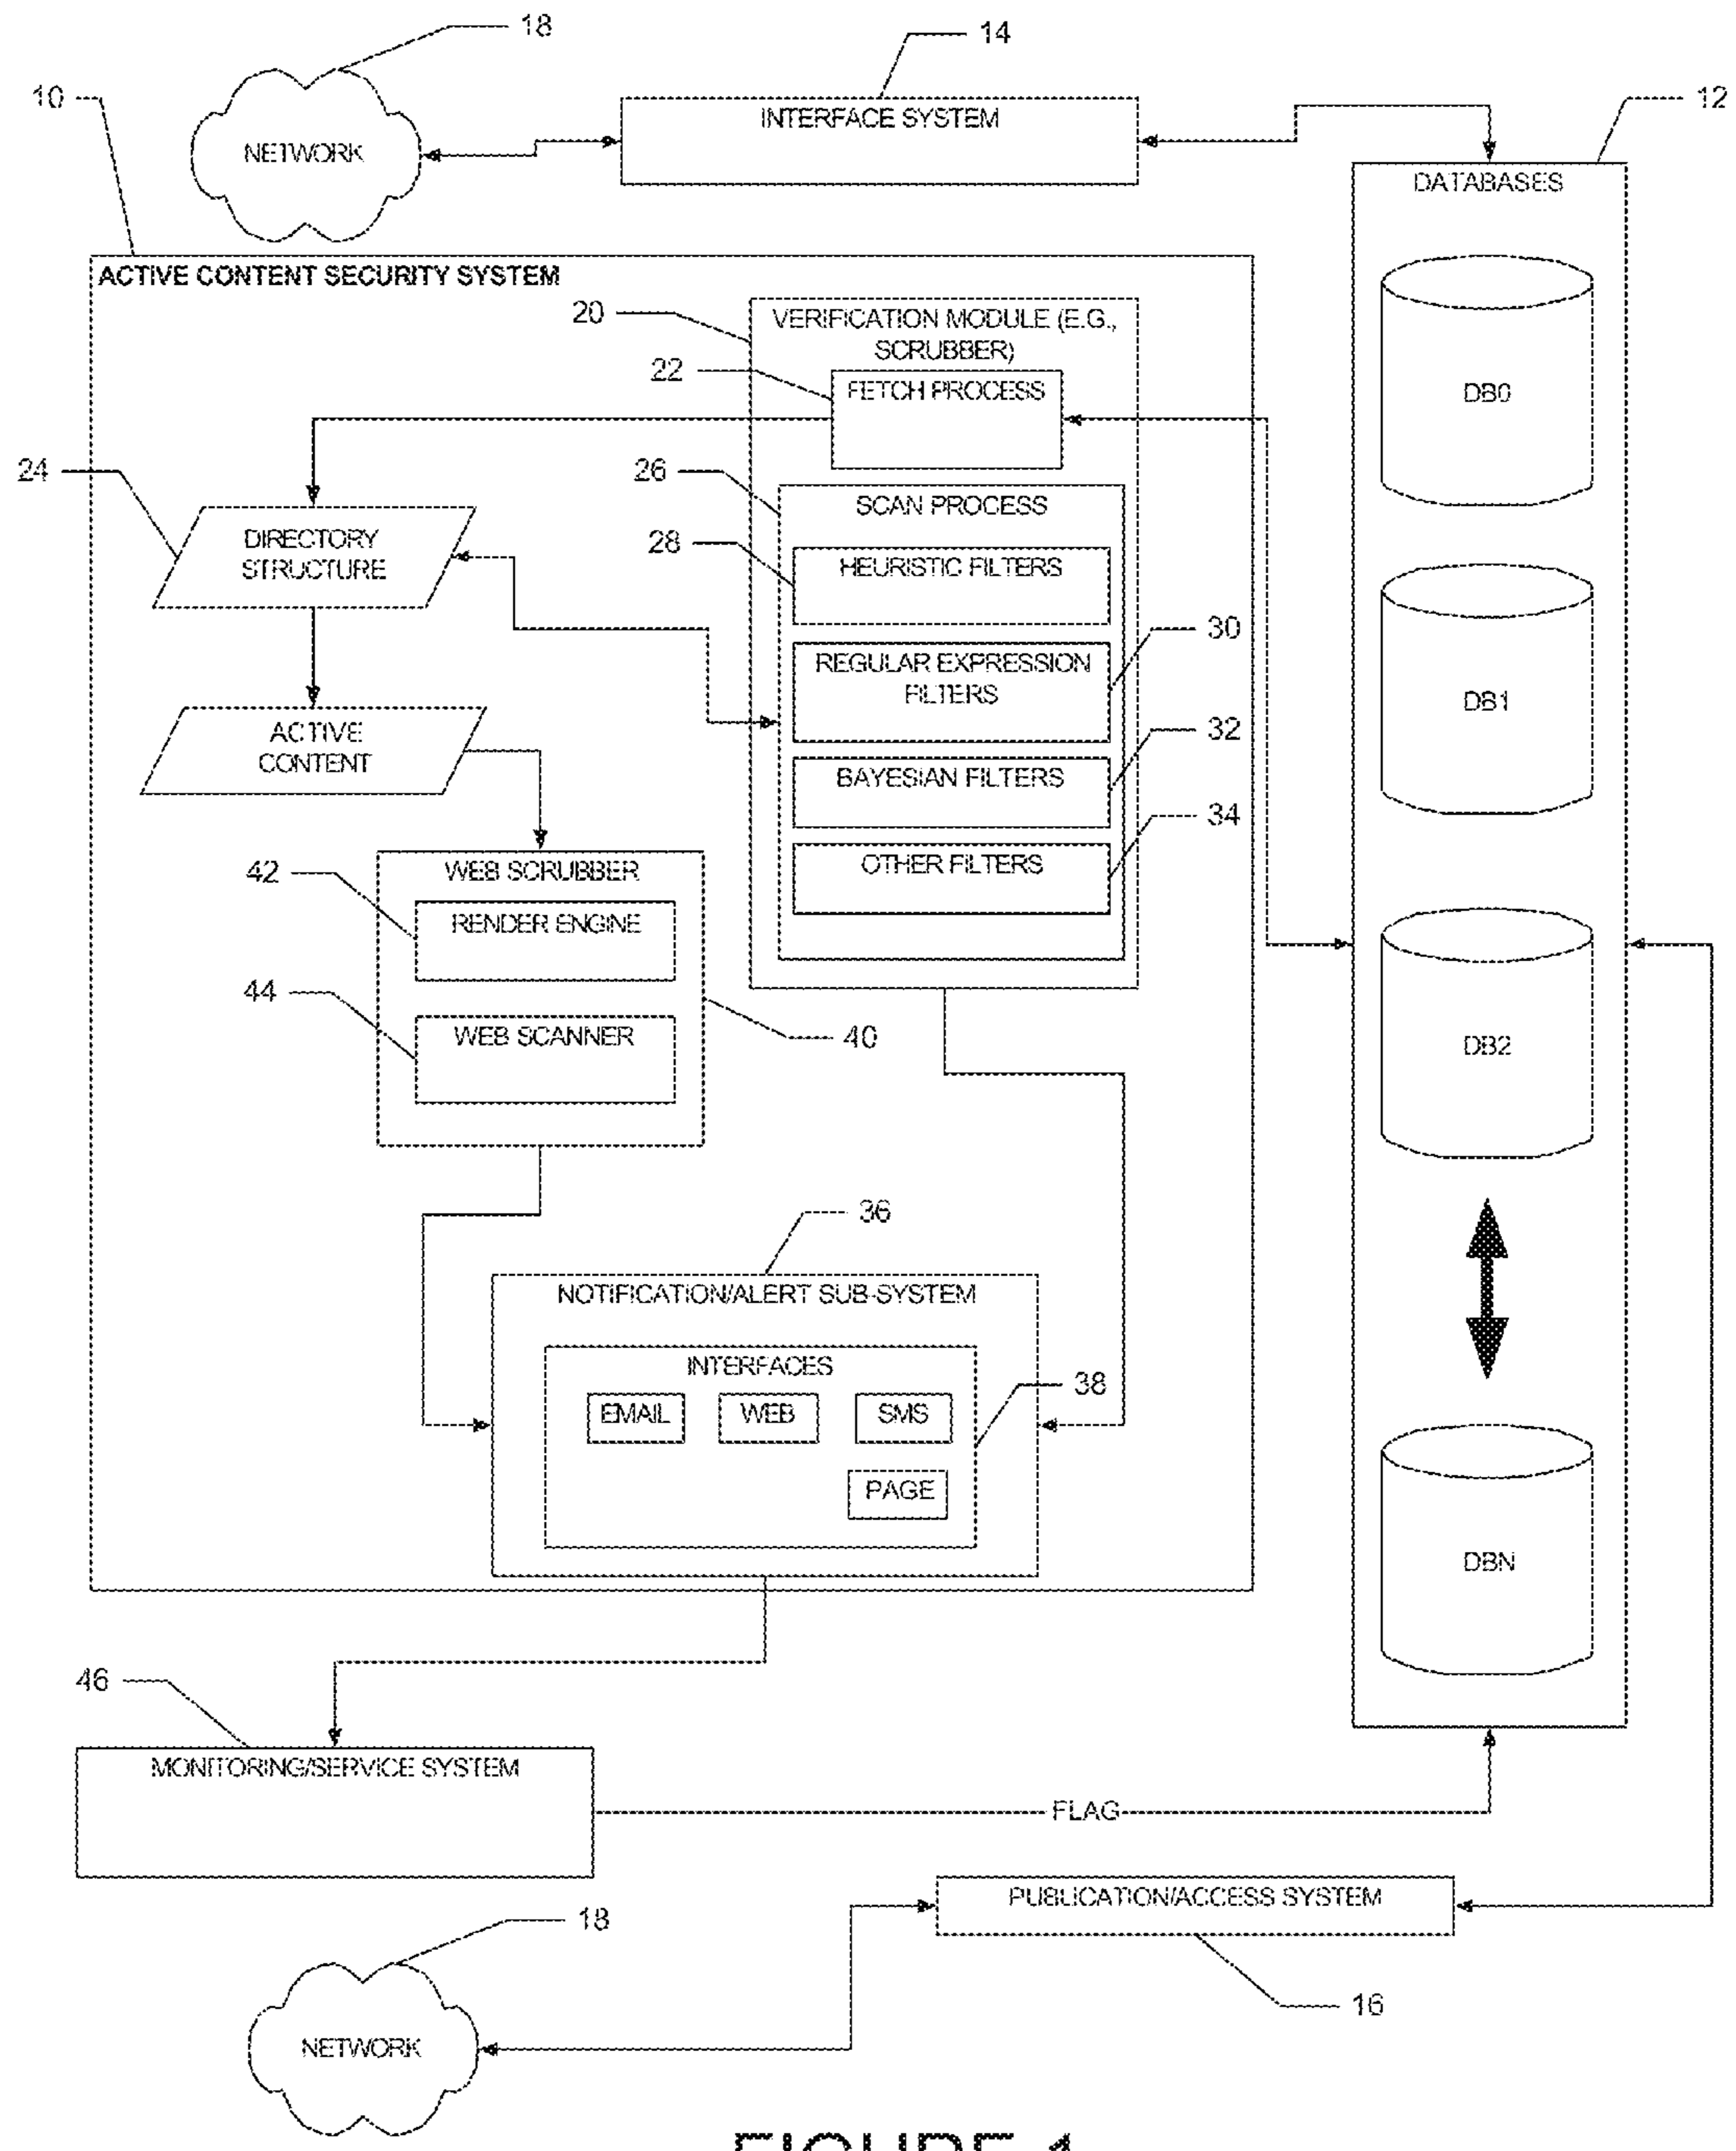 18
14
10
12
NETWORK
INTERFACE SYSTEM
DATABASES
ACTIVE CONTENT SECURITY SYSTEM
20
VERIFICATION MODULE (E.G.,
SCRUBBER)
22
FETCH PROCESS
DB0
24
26
SCAN PROCESS
DIRECTORY
STRUCTURE
28
HEURISTIC FILTERS
30
REGULAR EXPRESSION
FILTERS
DB1
ACTIVE
CONTENT
32
BAYESIAN FILTERS
34
OTHER FILTERS
WEB SCRUBBER
42
RENDER ENGINE
44
WEB SCANNER
40
DB2
36
NOTIFICATION/ALERT SUB-SYSTEM
INTERFACES
38
EMAIL
WEB
SMS
PAGE
DBN
46
MONITORING/SERVICE SYSTEM
FLAG
PUBLICATION/ACCESS SYSTEM
18
16
NETWORK
FIGURE 1